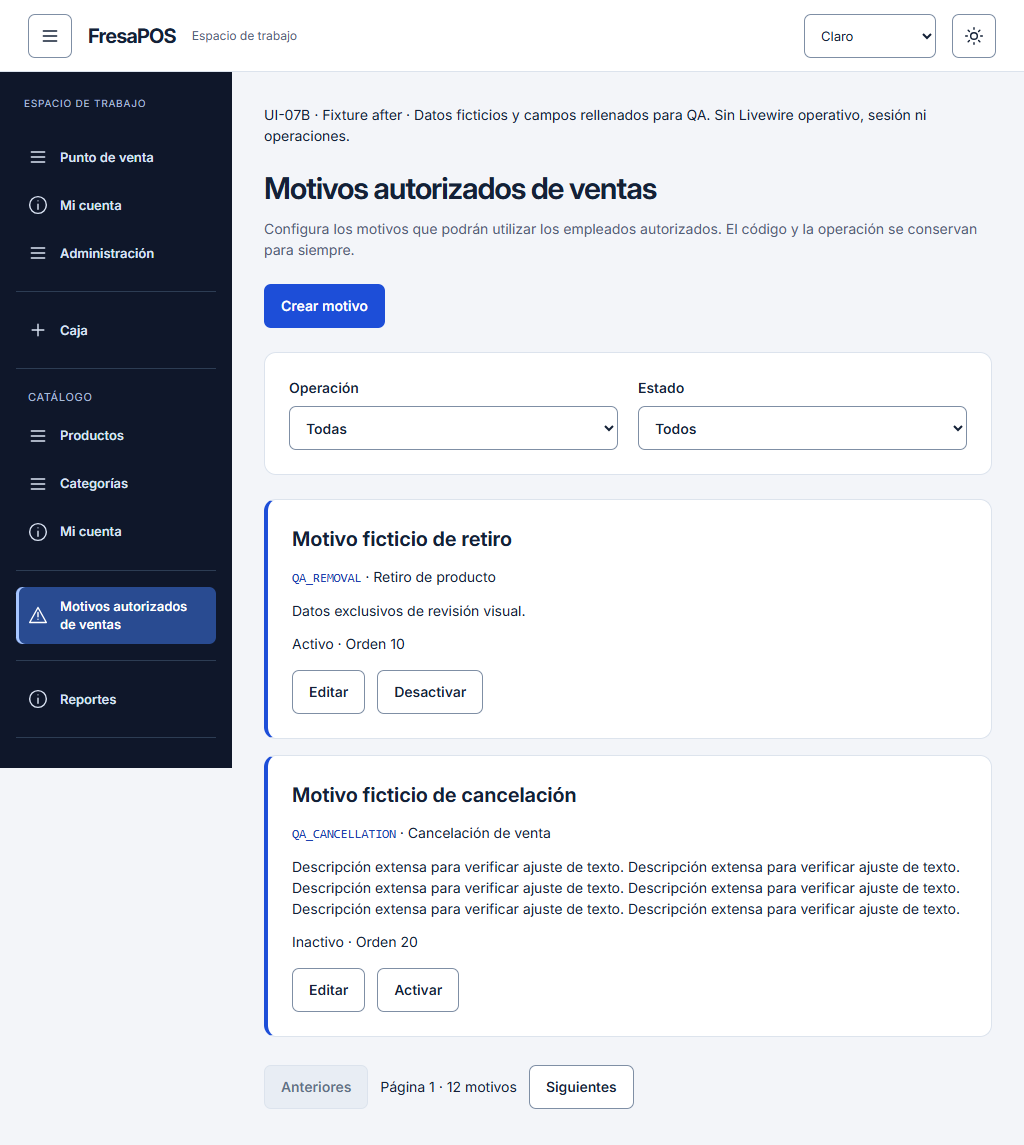 FresaPOS
Espacio de trabajo
Claro
ESPACIO DE TRABAJO
Punto de venta
Mi cuenta
Administración
Caja
CATÁLOGO
Productos
Categorías
Mi cuenta
Motivos autorizados
de ventas
Reportes
UI-07B · Fixture after · Datos ficticios y campos rellenados para QA. Sin Livewire operativo, sesión ni
operaciones.
Motivos autorizados de ventas
Configura los motivos que podrán utilizar los empleados autorizados. El código y la operación se conservan
para siempre.
Crear motivo
Operación
Estado
Todas
Todos
Motivo ficticio de retiro
QA_REMOVAL · Retiro de producto
Datos exclusivos de revisión visual.
Activo · Orden 10
Editar
Desactivar
Motivo ficticio de cancelación
QA_CANCELLATION · Cancelación de venta
Descripción extensa para verificar ajuste de texto. Descripción extensa para verificar ajuste de texto.
Descripción extensa para verificar ajuste de texto. Descripción extensa para verificar ajuste de texto.
Descripción extensa para verificar ajuste de texto. Descripción extensa para verificar ajuste de texto.
Inactivo · Orden 20
Editar
Activar
Anteriores
Página 1 · 12 motivos
Siguientes